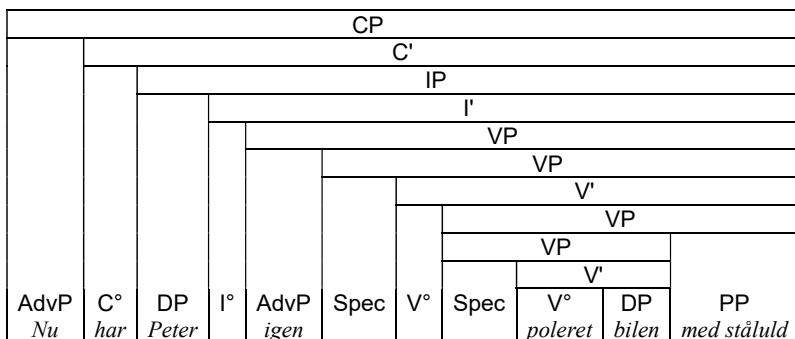 CP
C'
IP
I'
VP
VP
V'
VP
VP
V'
AdvP C° DP I° AdvP Spec V° Spec V° DP PP
Nu har Peter igen poleret bilen med ståluld